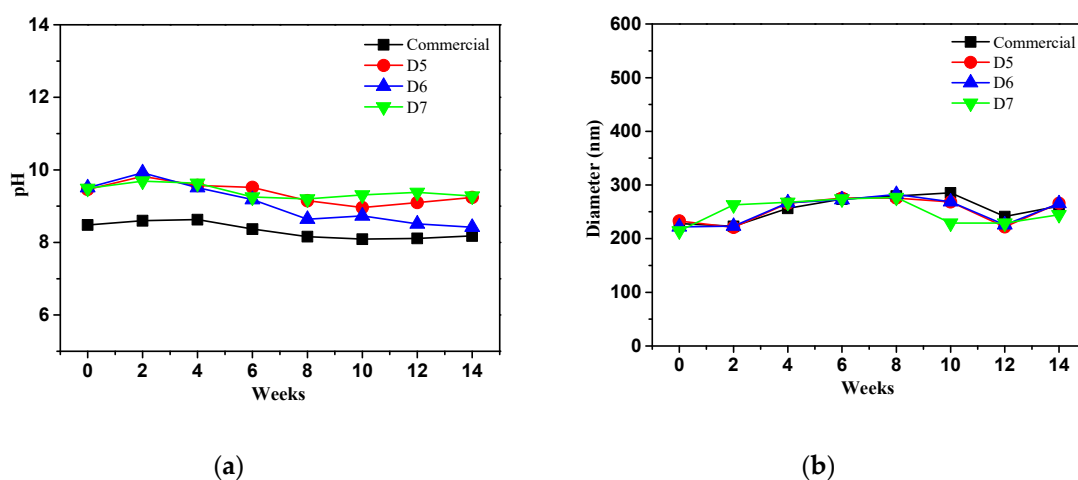 14
12
10
8
6
pH
Commercial
D5
D6
D7
0 2 4 6 8 10 12 14
Weeks
(a)
600
500
400
300
200
100
0
Diameter (nm)
Commercial
D5
D6
D7
0 2 4 6 8 10 12 14
Weeks
(b)